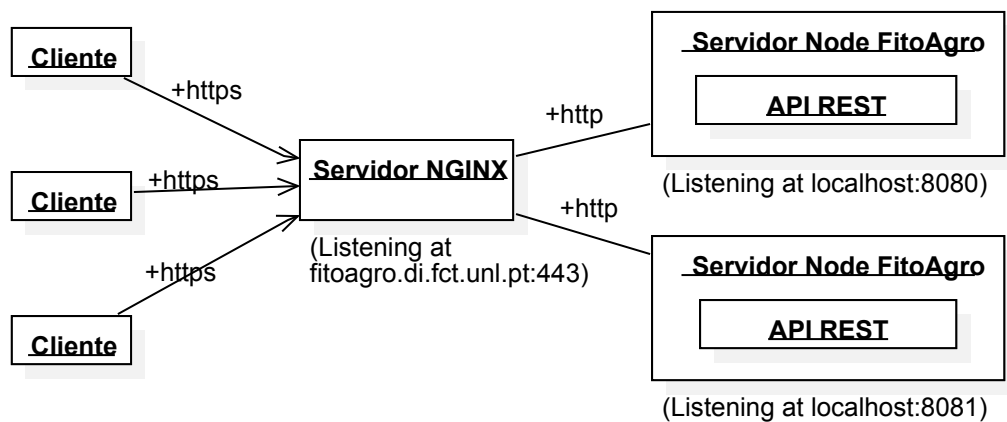 Cliente
+https
Cliente
+https
Cliente
+https
Servidor NGINX
(Listening at
fitoagro.di.fct.unl.pt:443)
+http
+http
Servidor Node FitoAgro
API REST
(Listening at localhost:8080)
Servidor Node FitoAgro
API REST
(Listening at localhost:8081)